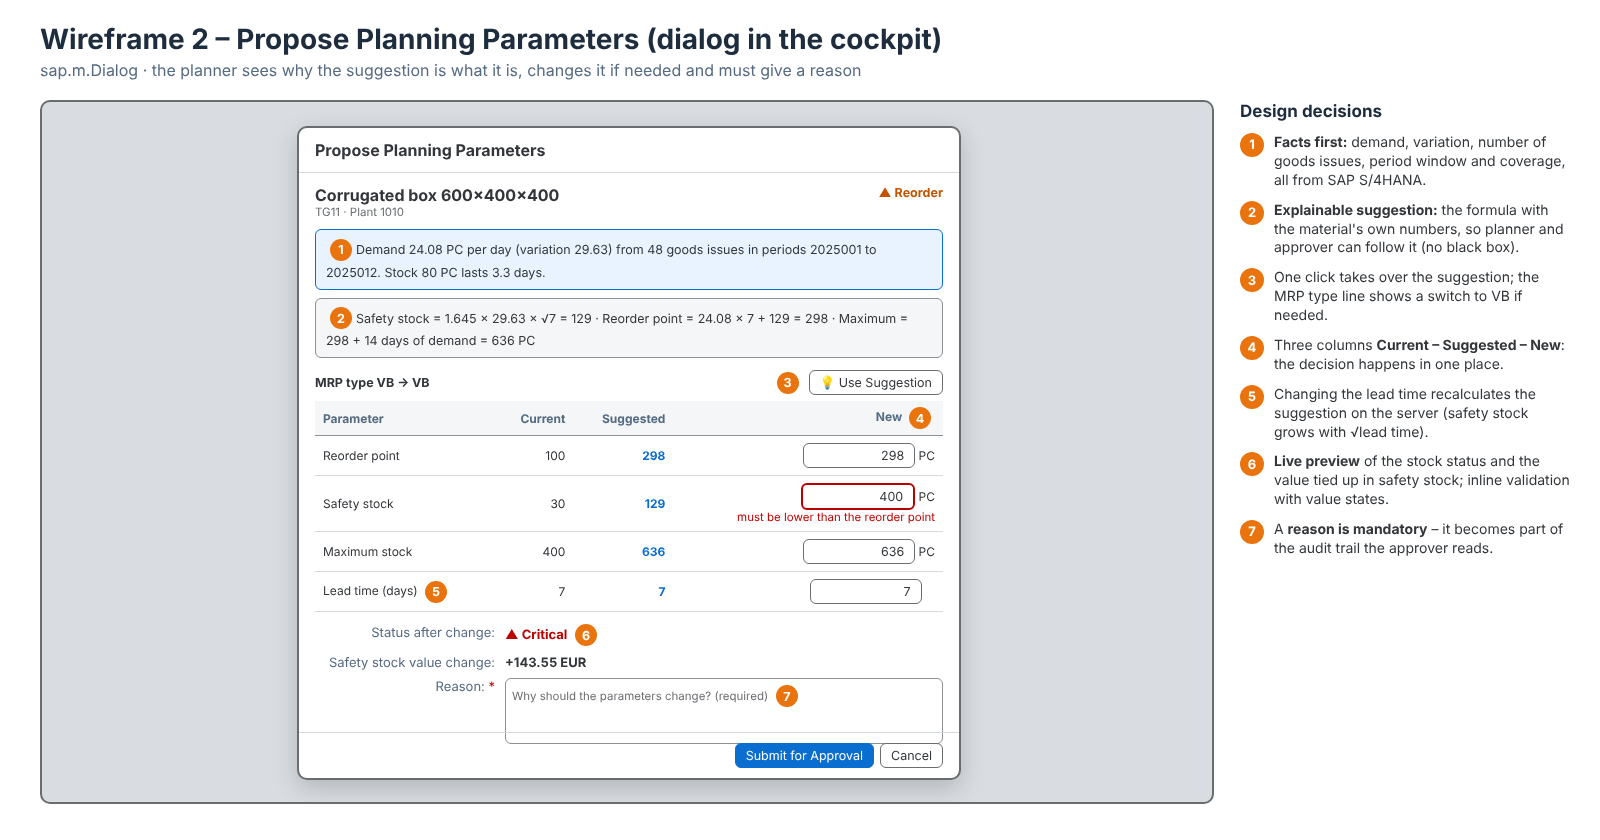 Wireframe 2 – Propose Planning Parameters (dialog in the cockpit)
sap.m.Dialog · the planner sees why the suggestion is what it is, changes it if needed and must give a reason
Propose Planning Parameters
Corrugated box 600×400×400
▲ Reorder
TG11 · Plant 1010
1 Demand 24.08 PC per day (variation 29.63) from 48 goods issues in periods 2025001 to
2025012. Stock 80 PC lasts 3.3 days.
2 Safety stock = 1.645 × 29.63 × √7 = 129 · Reorder point = 24.08 × 7 + 129 = 298 · Maximum =
298 + 14 days of demand = 636 PC
MRP type VB → VB
3 💡 Use Suggestion
Parameter Current Suggested New 4
Reorder point 100 298 298 PC
Safety stock 30 129 400 PC
must be lower than the reorder point
Maximum stock 400 636 636 PC
Lead time (days) 5 7 7 7
Status after change: ▲ Critical 6
Safety stock value change: +143.55 EUR
Reason: * Why should the parameters change? (required) 7
Submit for Approval Cancel
Design decisions
1 Facts first: demand, variation, number of
goods issues, period window and coverage,
all from SAP S/4HANA.
2 Explainable suggestion: the formula with
the material's own numbers, so planner and
approver can follow it (no black box).
3 One click takes over the suggestion; the
MRP type line shows a switch to VB if
needed.
4 Three columns Current – Suggested – New:
the decision happens in one place.
5 Changing the lead time recalculates the
suggestion on the server (safety stock
grows with √lead time).
6 Live preview of the stock status and the
value tied up in safety stock; inline validation
with value states.
7 A reason is mandatory – it becomes part of
the audit trail the approver reads.